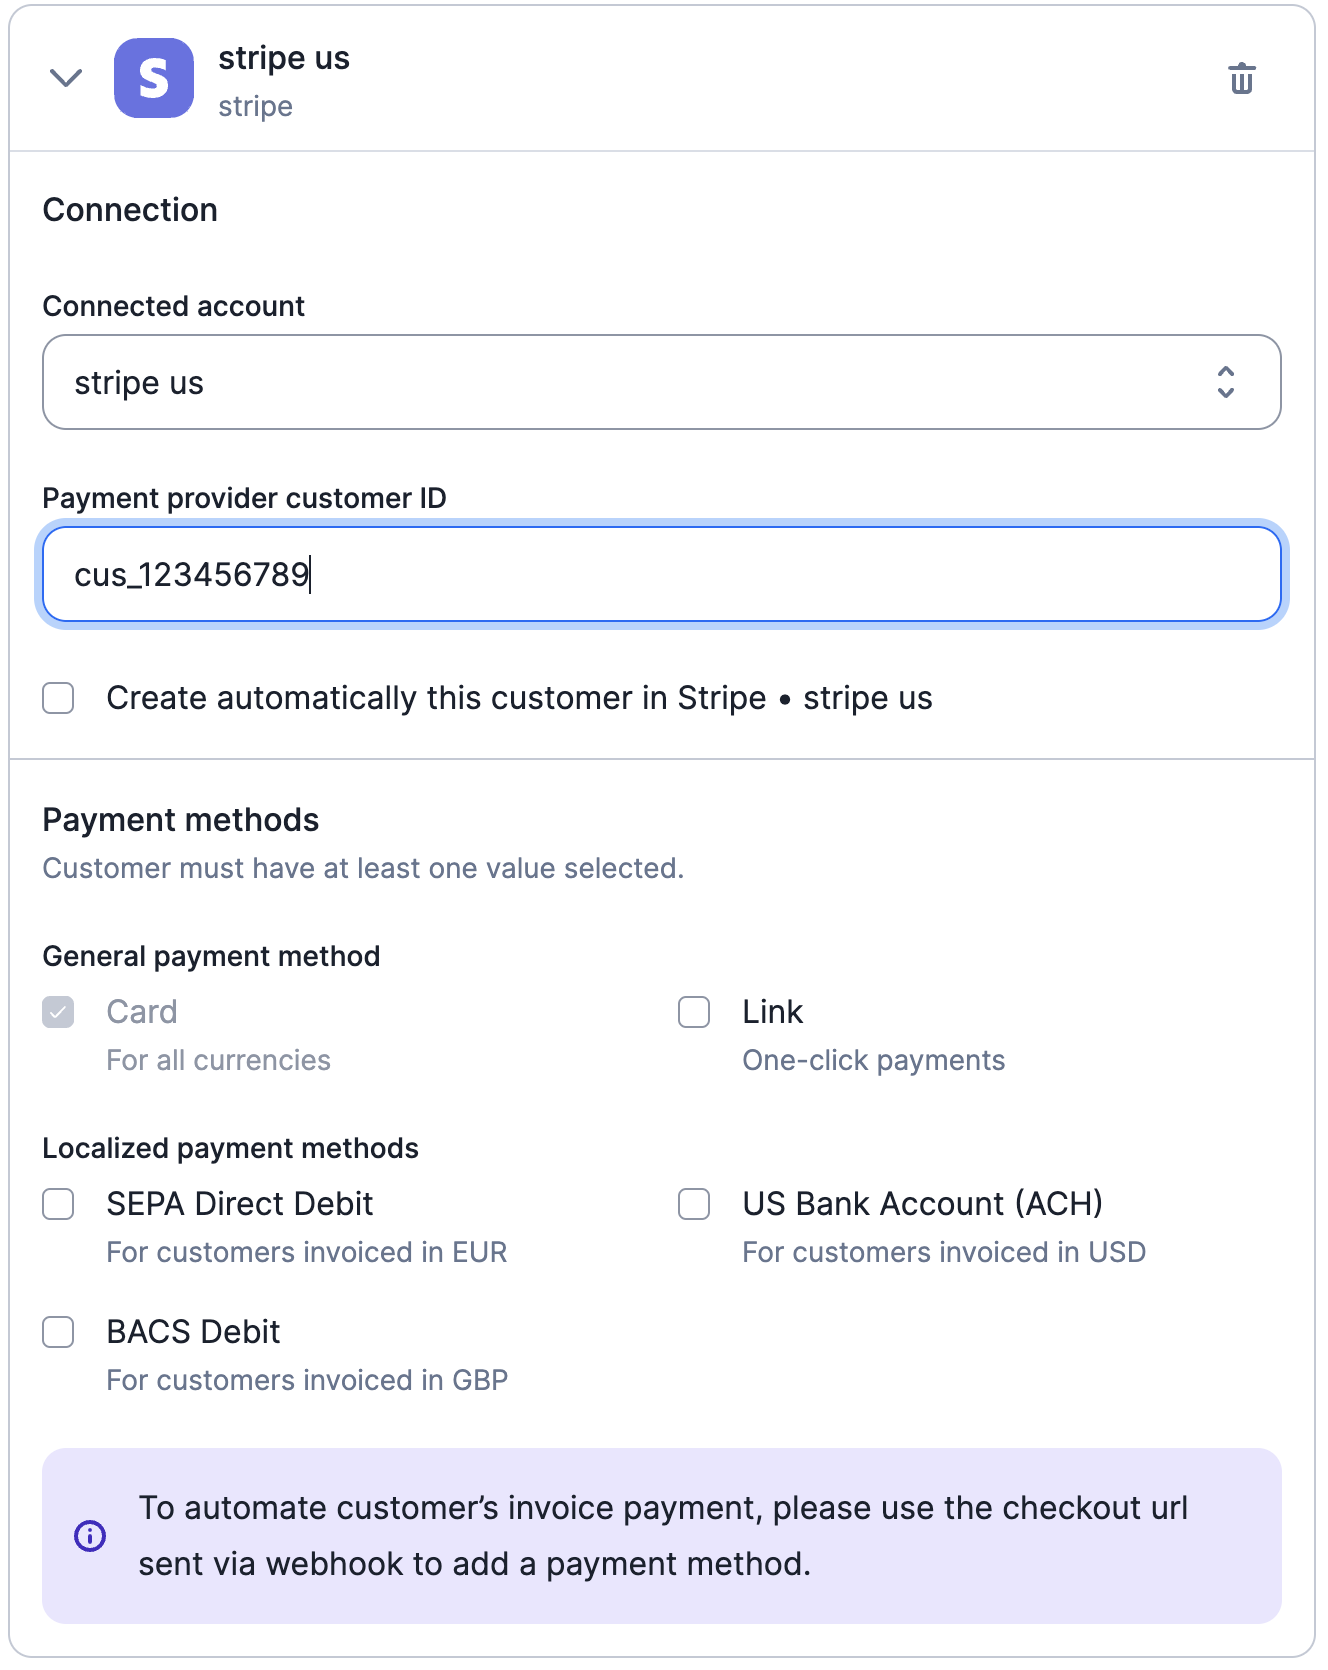 S
stripe us
stripe
Connection
Connected account
stripe us
Payment provider customer ID
cus_123456789
Create automatically this customer in Stripe • stripe us
Payment methods
Customer must have at least one value selected.
General payment method
Card
For all currencies
Link
One-click payments
Localized payment methods
SEPA Direct Debit
For customers invoiced in EUR
US Bank Account (ACH)
For customers invoiced in USD
BACS Debit
For customers invoiced in GBP
To automate customer’s invoice payment, please use the checkout url
sent via webhook to add a payment method.